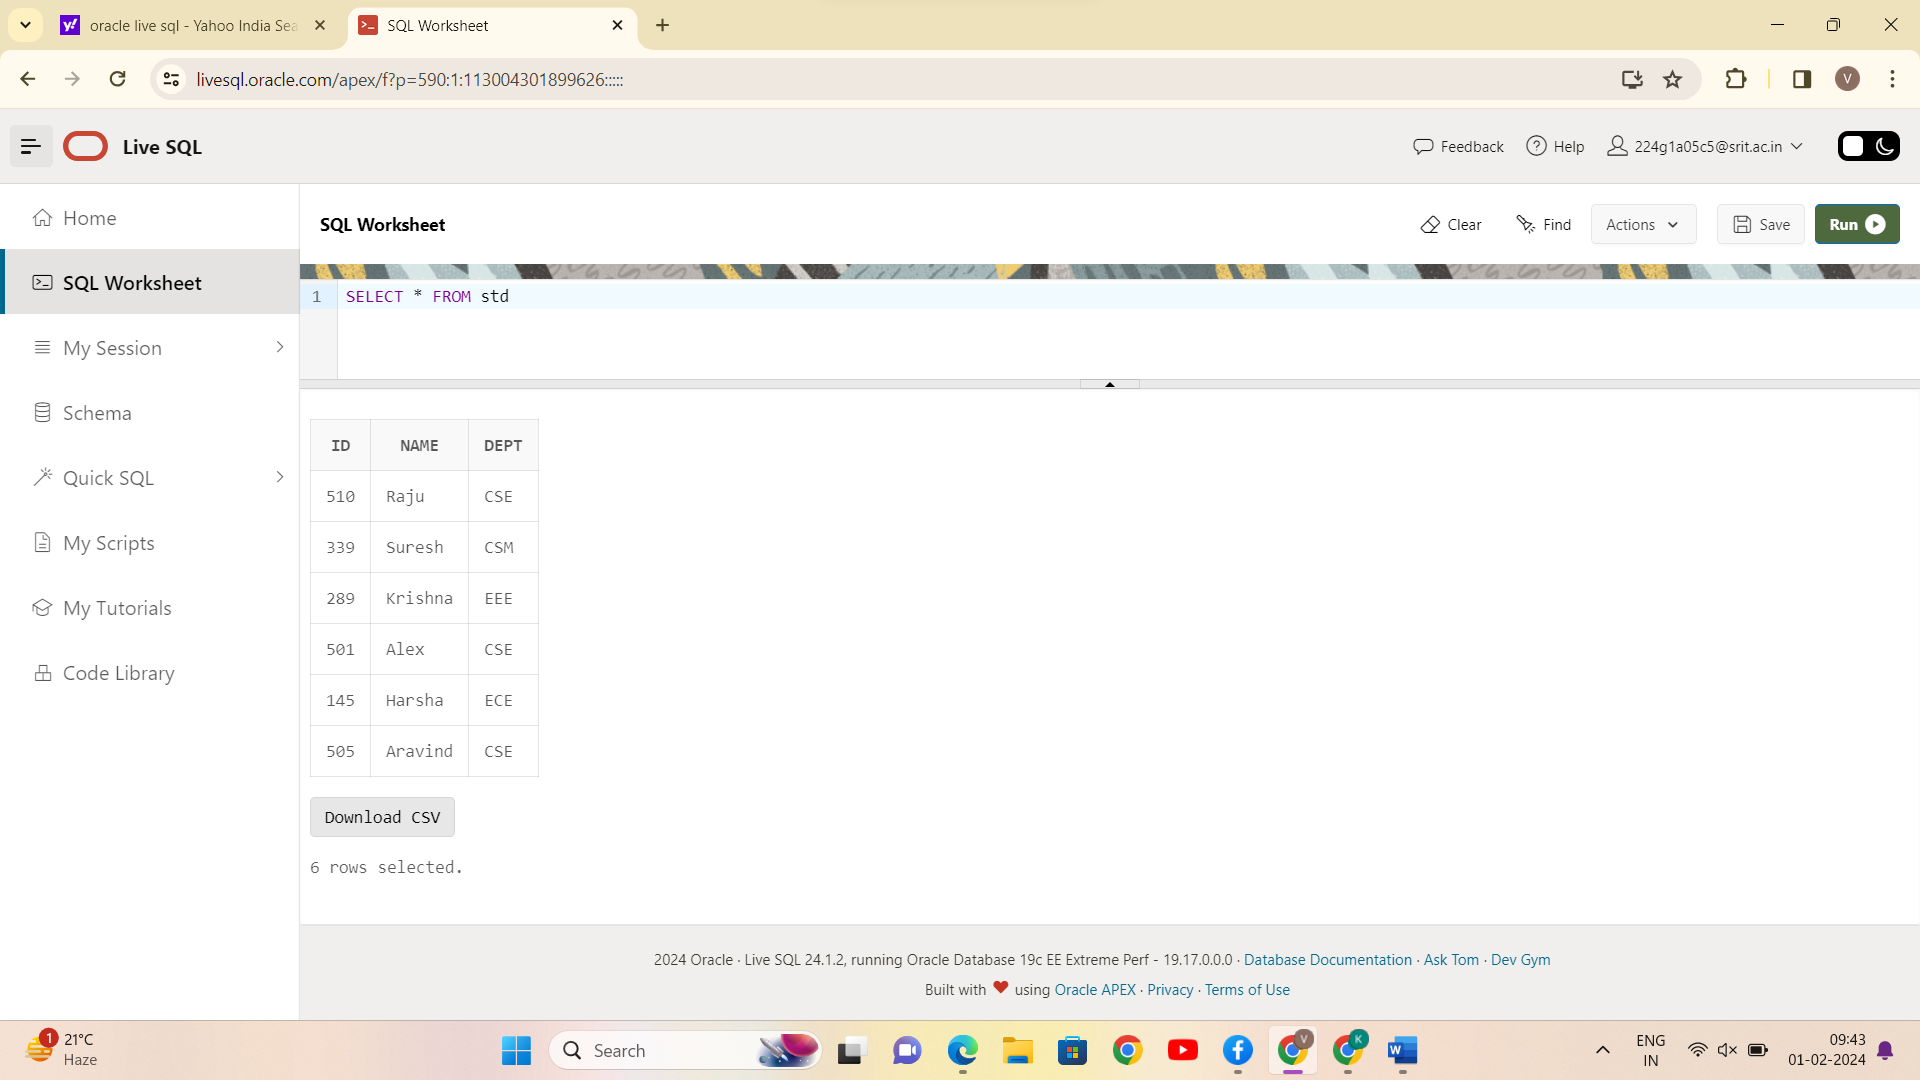 oracle live sql - Yahoo India Sea
SQL Worksheet
livesql.oracle.com/apex/f?p=590:1:113004301899626:::::
V
Live SQL
Feedback
Help
224g1a05c5@srit.ac.in
Home
SQL Worksheet
My Session
Schema
Quick SQL
My Scripts
My Tutorials
Code Library
SQL Worksheet
Clear
Find
Actions
Save
Run
1 SELECT * FROM std
ID NAME DEPT
510 Raju CSE
339 Suresh CSM
289 Krishna EEE
501 Alex CSE
145 Harsha ECE
505 Aravind CSE
Download CSV
6 rows selected.
2024 Oracle · Live SQL 24.1.2, running Oracle Database 19c EE Extreme Perf - 19.17.0.0.0 · Database Documentation · Ask Tom · Dev Gym
Built with ❤ using Oracle APEX · Privacy · Terms of Use
1
21°C
Haze
Search
V
K
W
ENG
IN
09:43
01-02-2024